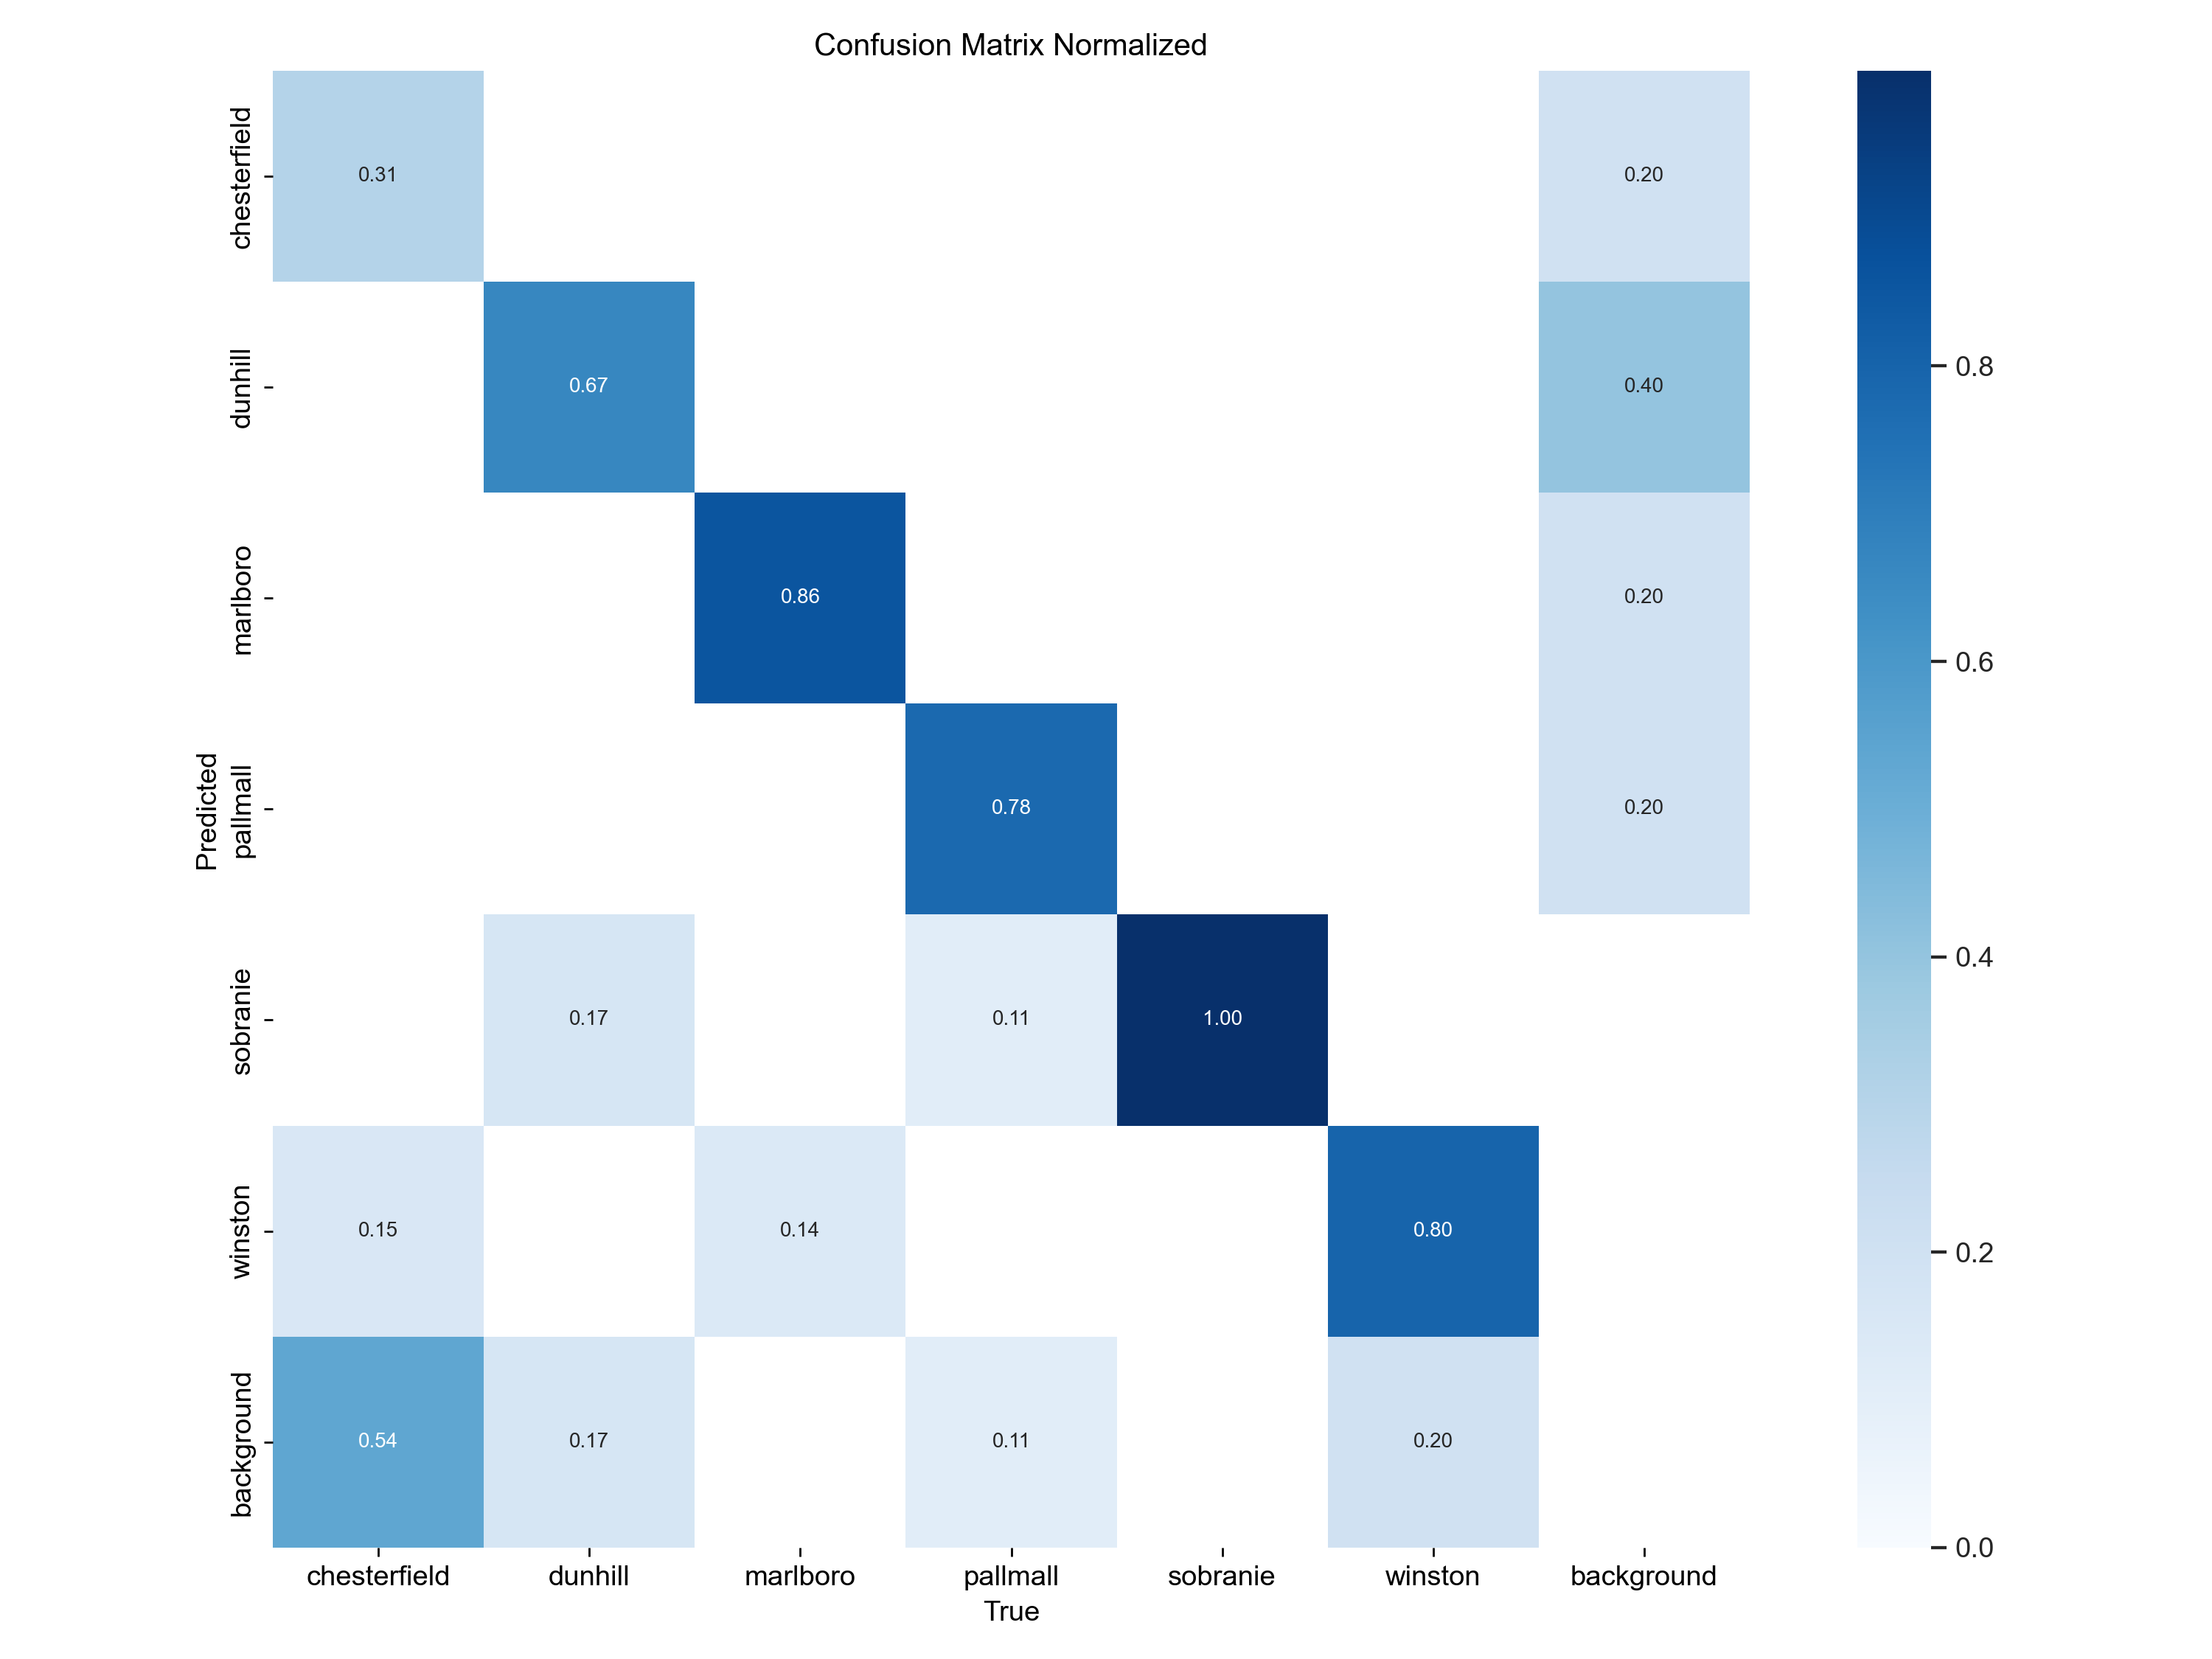 Confusion Matrix Normalized
chesterfield
0.31
0.20
dunhill
0.67
0.40
0.8
marlboro
0.86
0.20
0.6
Predicted
pallmall
0.78
0.20
0.4
sobranie
0.17
0.11
1.00
winston
0.15
0.14
0.80
0.2
background
0.54
0.17
0.11
0.20
0.0
chesterfield dunhill marlboro pallmall sobranie winston background
True